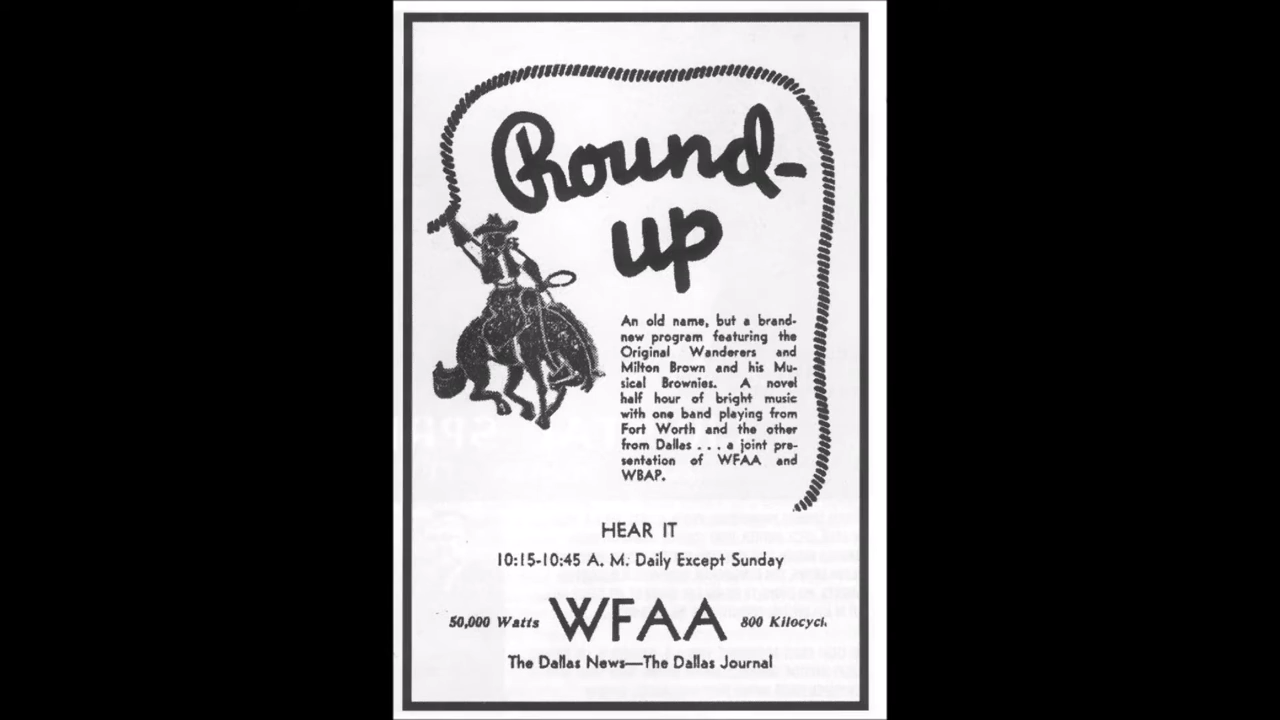 Round-
up
An old name, but a brand-
new program featuring the
Original Wanderers and
Milton Brown and his Mu-
sical Brownies. A novel
half hour of bright music
with one band playing from
Fort Worth and the other
from Dallas . . . a joint pre-
sentation of WFAA and
WBAP.
HEAR IT
10:15-10:45 A. M. Daily Except Sunday
50,000 Watts WFAA 800 Kilocycl
The Dallas News—The Dallas Journal